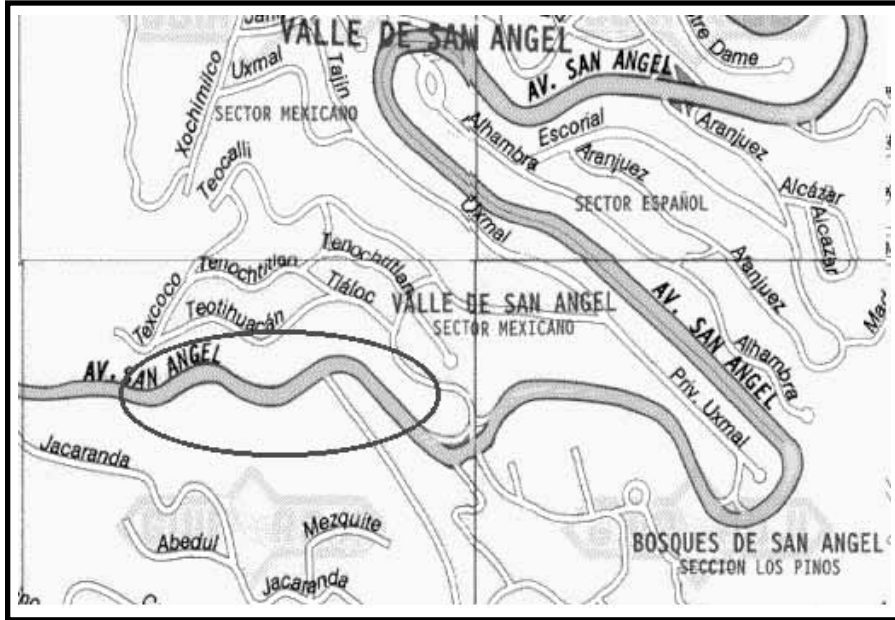 VALLE DE SAN ANGEL
tre Dame
Uxmal
Tajín
AV. SAN ANGEL
Xochimilco
SECTOR MEXICANO
Alhambra
Escorial
Aranjuez
Aranjuez
Teocalli
SECTOR ESPAÑOL
Alcázar
Alcazar
Uxmal
Tenochtitlan
Tenochtitlan
Aranjuez
Texcoco
Teotihuacán
Tláloc
VALLE DE SAN ANGEL
SECTOR MEXICANO
AV. SAN ANGEL
AV. SAN ANGEL
Alhambra
Priv. Uxmal
Jacaranda
Mezquite
Abedul
BOSQUES DE SAN ANGEL
SECCION LOS PINOS
Jacaranda